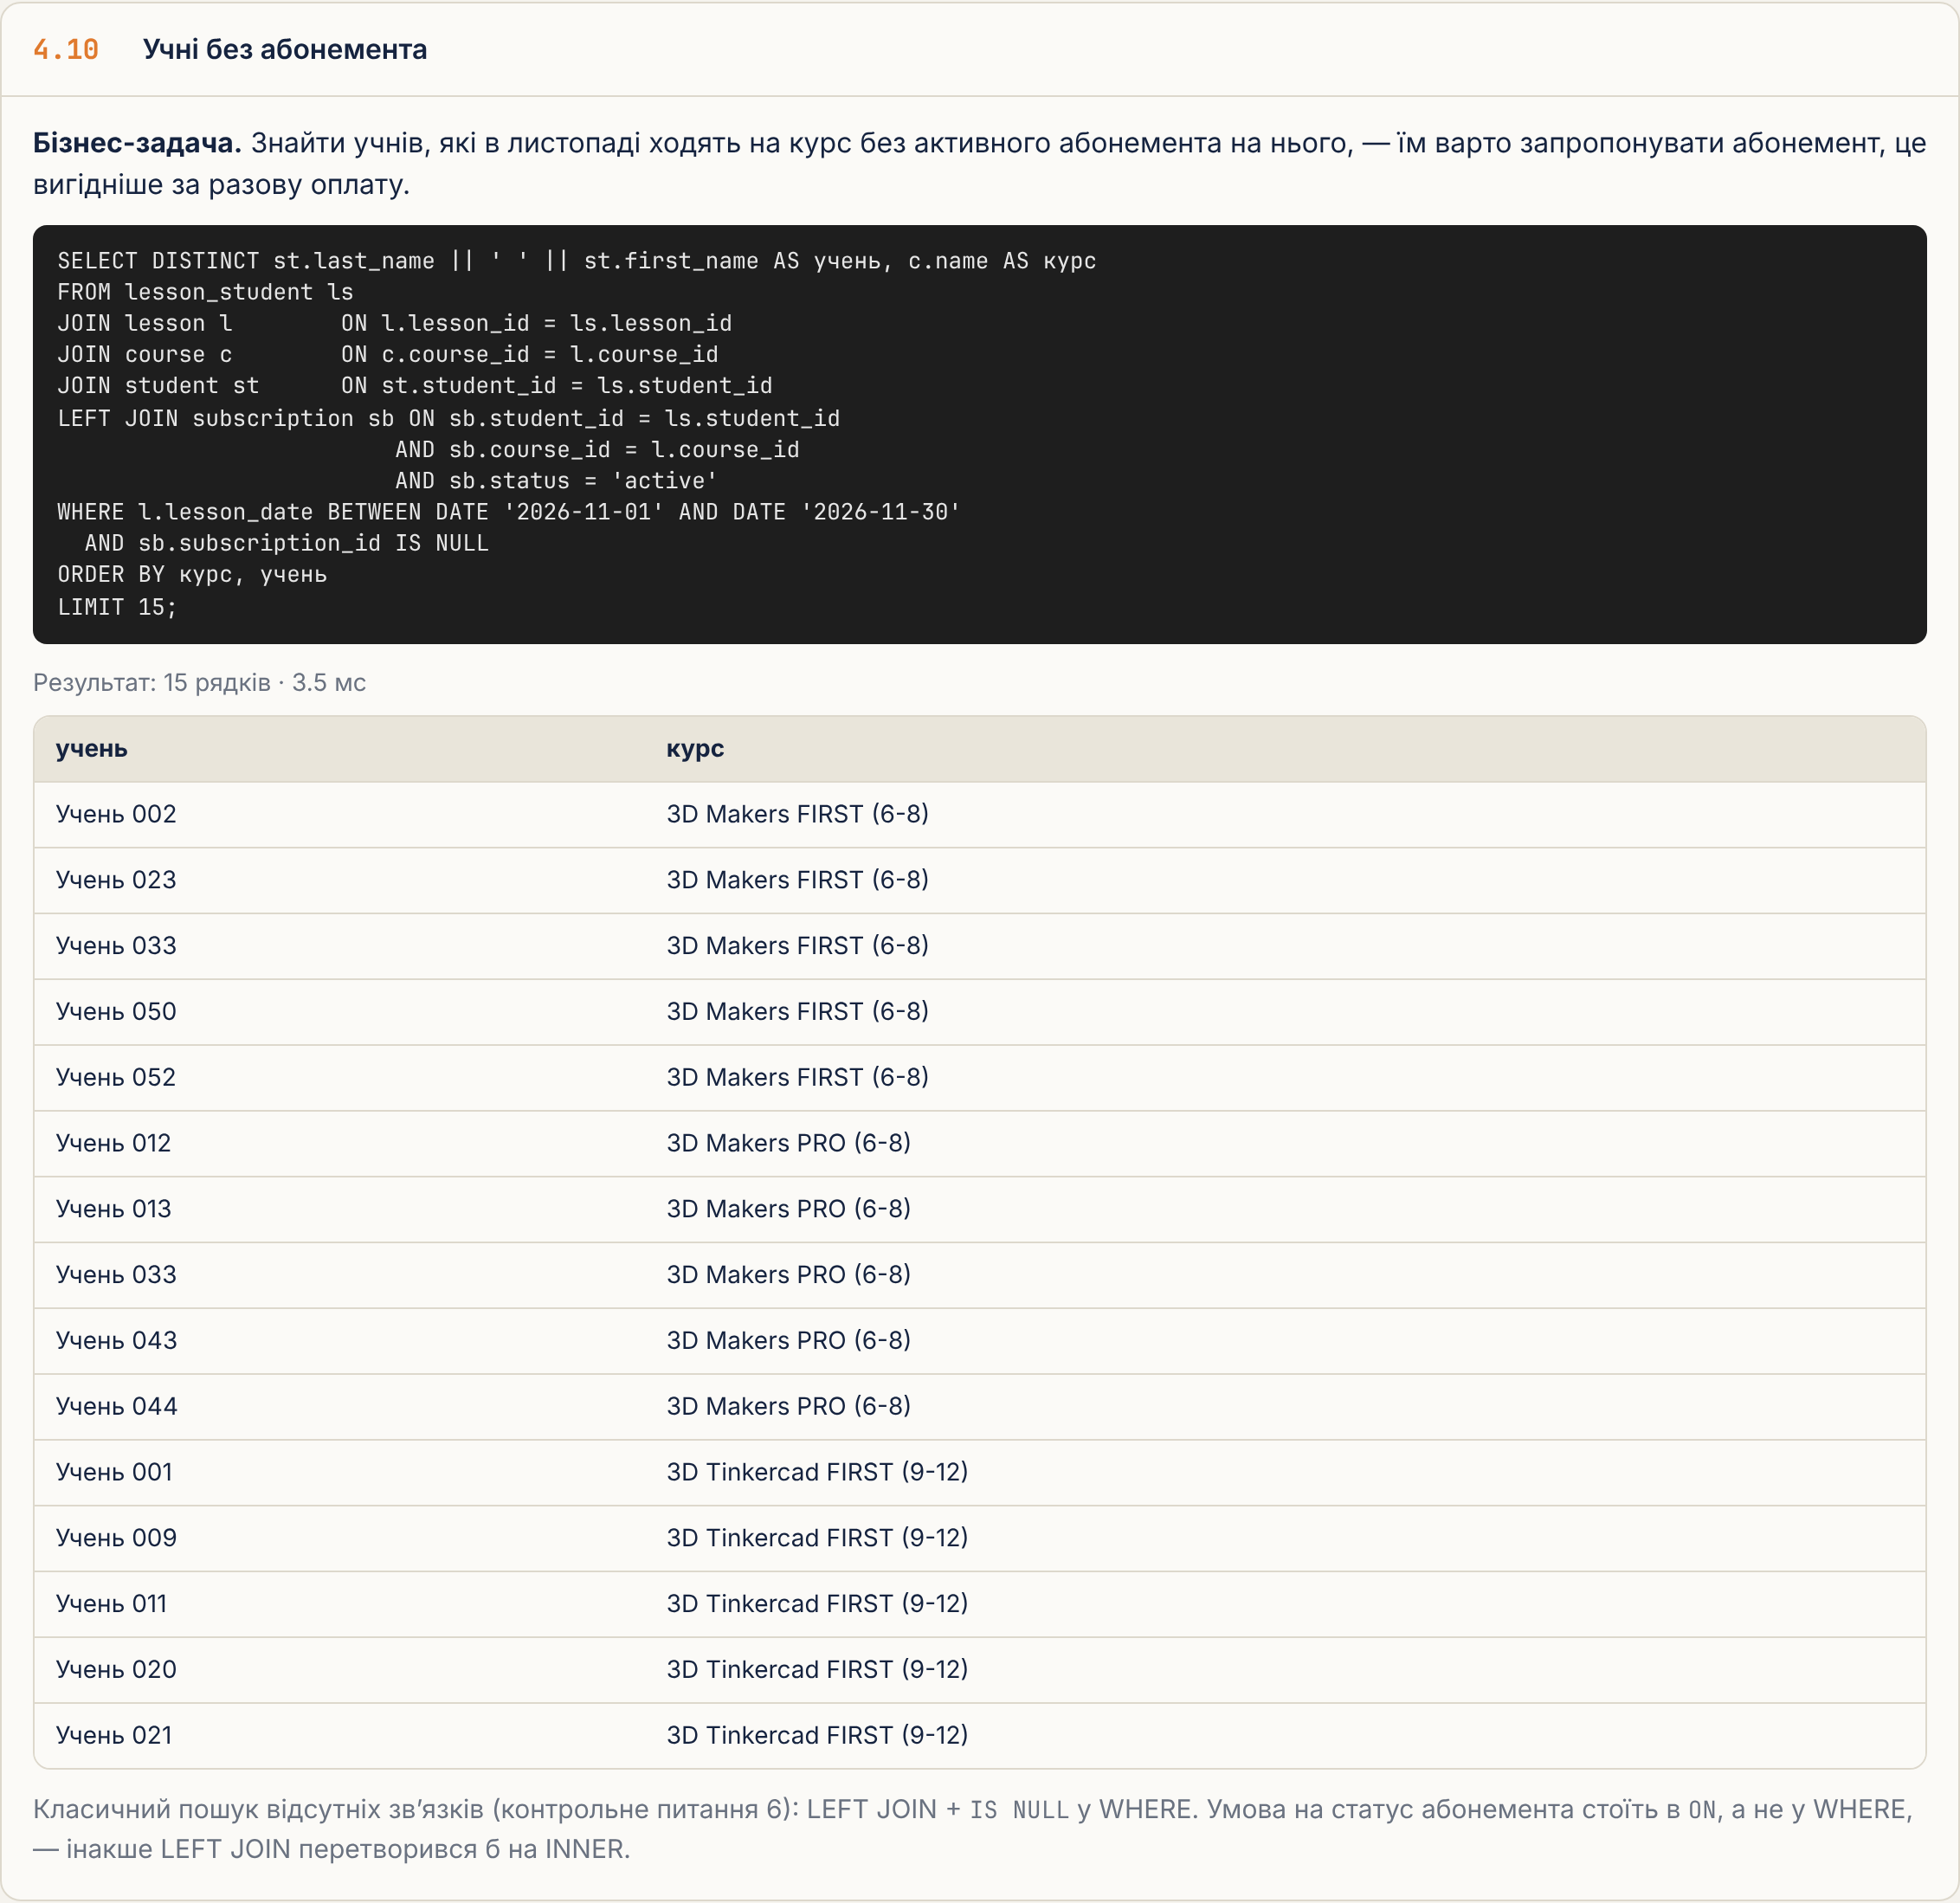 4.10 Учні без абонемента
Бізнес-задача. Знайти учнів, які в листопаді ходять на курс без активного абонемента на нього, — їм варто запропонувати абонемент, це
вигідніше за разову оплату.
SELECT DISTINCT st.last_name || ' ' || st.first_name AS учень, c.name AS курс
FROM lesson_student ls
JOIN lesson l        ON l.lesson_id = ls.lesson_id
JOIN course c        ON c.course_id = l.course_id
JOIN student st      ON st.student_id = ls.student_id
LEFT JOIN subscription sb ON sb.student_id = ls.student_id
                         AND sb.course_id = l.course_id
                         AND sb.status = 'active'
WHERE l.lesson_date BETWEEN DATE '2026-11-01' AND DATE '2026-11-30'
  AND sb.subscription_id IS NULL
ORDER BY курс, учень
LIMIT 15;
Результат: 15 рядків · 3.5 мс
учень курс
Учень 002 3D Makers FIRST (6-8)
Учень 023 3D Makers FIRST (6-8)
Учень 033 3D Makers FIRST (6-8)
Учень 050 3D Makers FIRST (6-8)
Учень 052 3D Makers FIRST (6-8)
Учень 012 3D Makers PRO (6-8)
Учень 013 3D Makers PRO (6-8)
Учень 033 3D Makers PRO (6-8)
Учень 043 3D Makers PRO (6-8)
Учень 044 3D Makers PRO (6-8)
Учень 001 3D Tinkercad FIRST (9-12)
Учень 009 3D Tinkercad FIRST (9-12)
Учень 011 3D Tinkercad FIRST (9-12)
Учень 020 3D Tinkercad FIRST (9-12)
Учень 021 3D Tinkercad FIRST (9-12)
Класичний пошук відсутніх зв’язків (контрольне питання 6): LEFT JOIN + IS NULL у WHERE. Умова на статус абонемента стоїть в ON, а не у WHERE,
— інакше LEFT JOIN перетворився б на INNER.